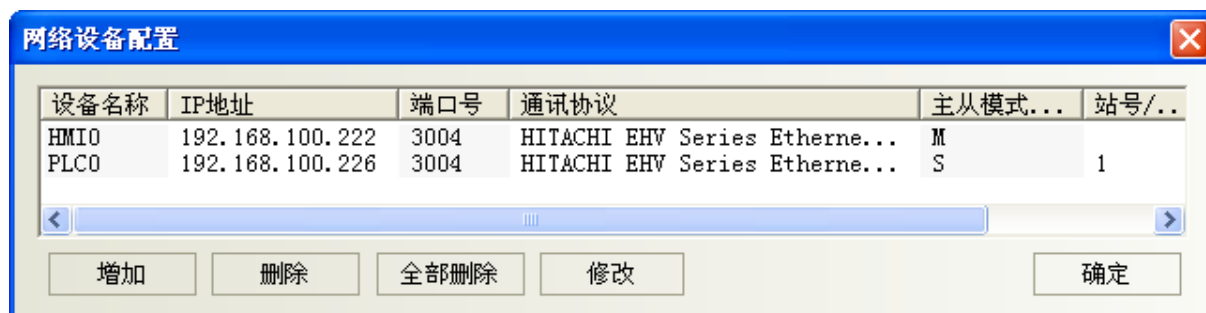 网络设备配置
设备名称 IP地址 端口号 通讯协议 主从模式... 站号/..
HMI0 192.168.100.222 3004 HITACHI EHV Series Etherne... M
PLC0 192.168.100.226 3004 HITACHI EHV Series Etherne... S 1
增加 删除 全部删除 修改 确定